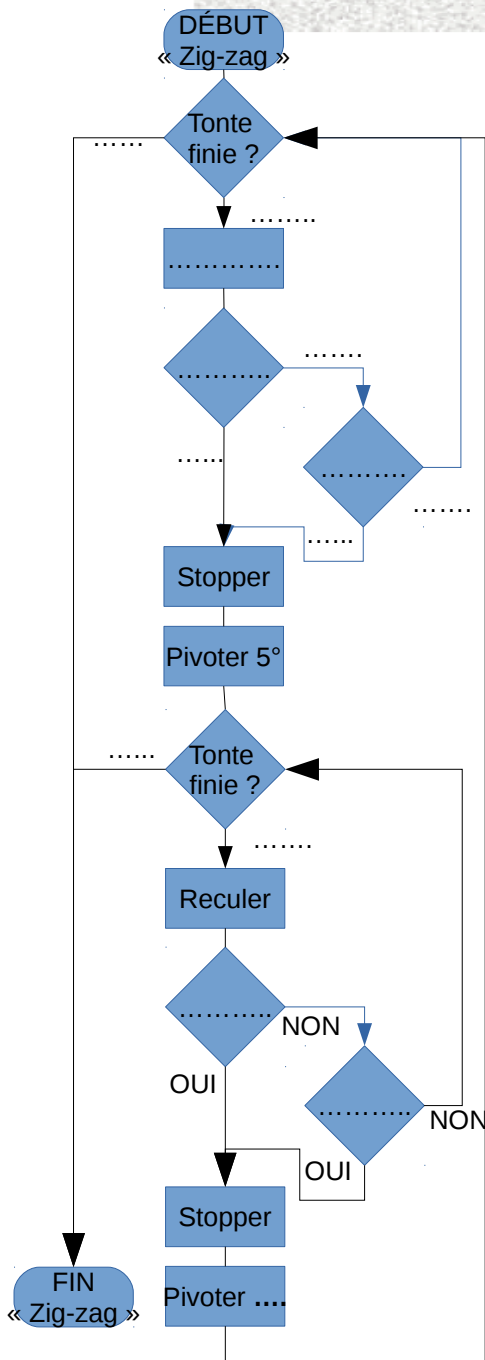 DÉBUT
« Zig-zag »
Tonte
finie ?
……
……..
………….
………..
…….
…...
……….
…….
…...
Stopper
Pivoter 5°
Tonte
finie ?
…...
…….
Reculer
………..
NON
OUI
………..
NON
OUI
Stopper
FIN
« Zig-zag »
Pivoter ….